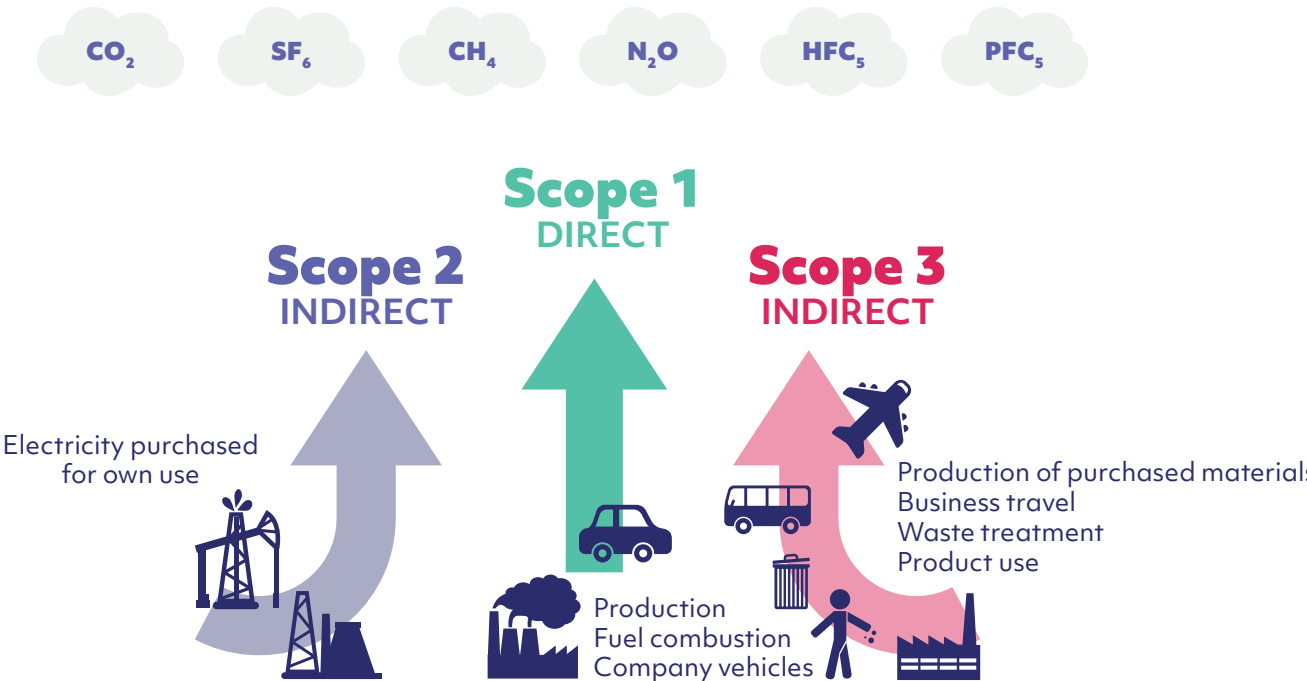 CO₂ SF₆ CH₄ N₂O HFC₅ PFC₅
Scope 1
DIRECT
Scope 2
INDIRECT
Scope 3
INDIRECT
Electricity purchased
for own use
Production
Fuel combustion
Company vehicles
Production of purchased materials
Business travel
Waste treatment
Product use